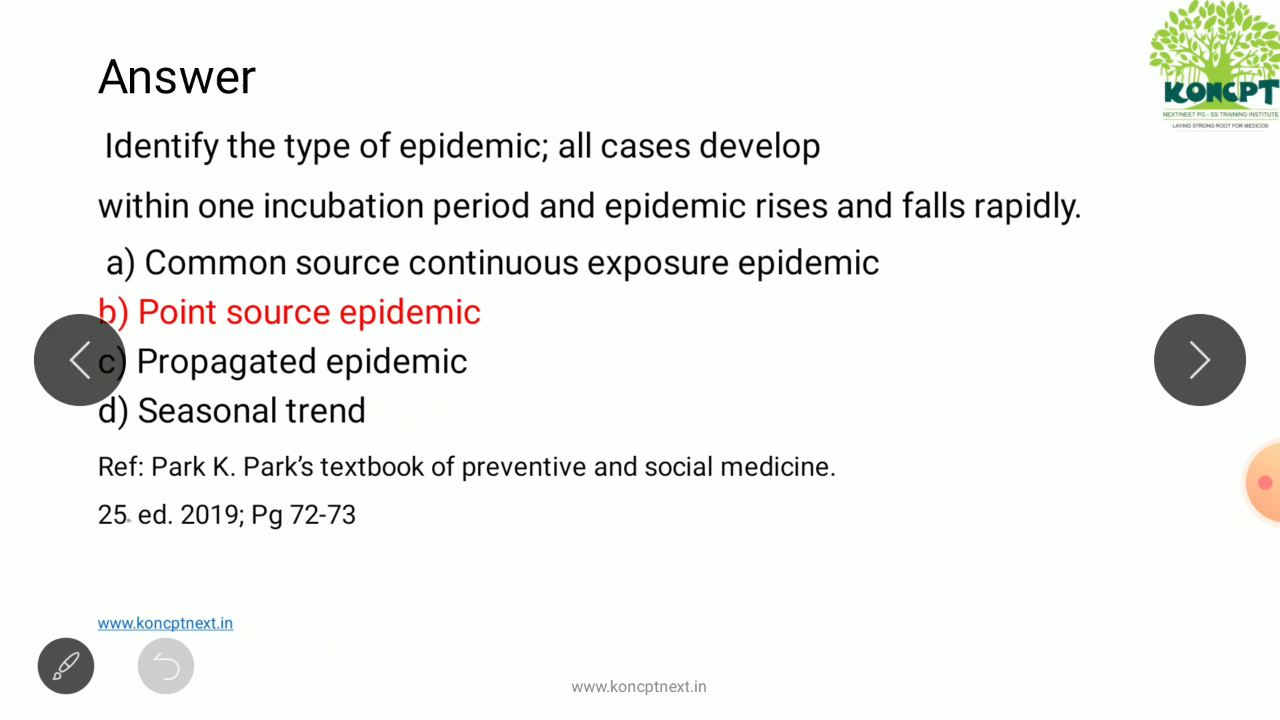 Answer
KONCPT
NEXT/NEET PG - SS TRAINING INSTITUTE
LAYING STRONG ROOT FOR MEDICOS
Identify the type of epidemic; all cases develop
within one incubation period and epidemic rises and falls rapidly.
a) Common source continuous exposure epidemic
b) Point source epidemic
c) Propagated epidemic
d) Seasonal trend
Ref: Park K. Park’s textbook of preventive and social medicine.
25th ed. 2019; Pg 72-73
www.koncptnext.in
www.koncptnext.in